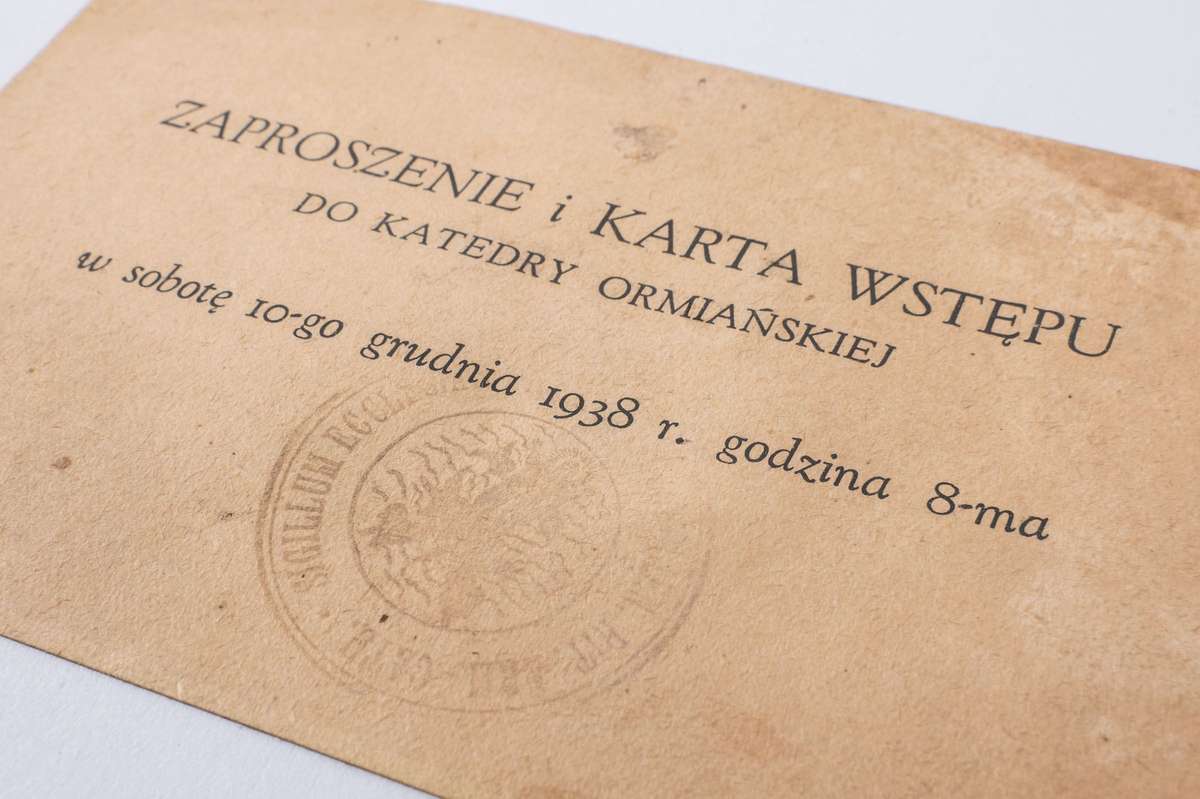 ZAPROSZENIE i KARTA WSTĘPU
DO KATEDRY ORMIAŃSKIEJ
w sobotę 10-go grudnia 1938 r. godzina 8-ma